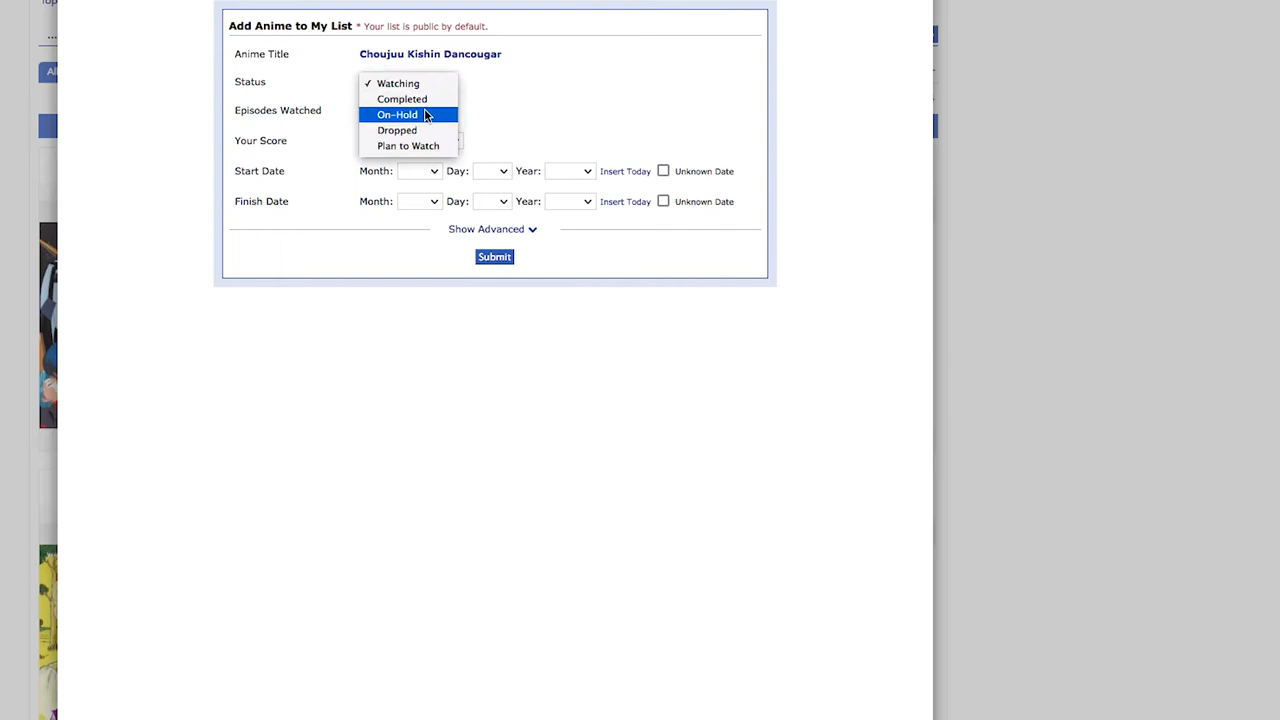 Add Anime to My List * Your list is public by default.
Anime Title Choujuu Kishin Dancougar
Status ✓ Watching
Completed
Episodes Watched On-Hold
Dropped
Your Score Plan to Watch
Start Date Month: Day: Year: Insert Today Unknown Date
Finish Date Month: Day: Year: Insert Today Unknown Date
Show Advanced
Submit